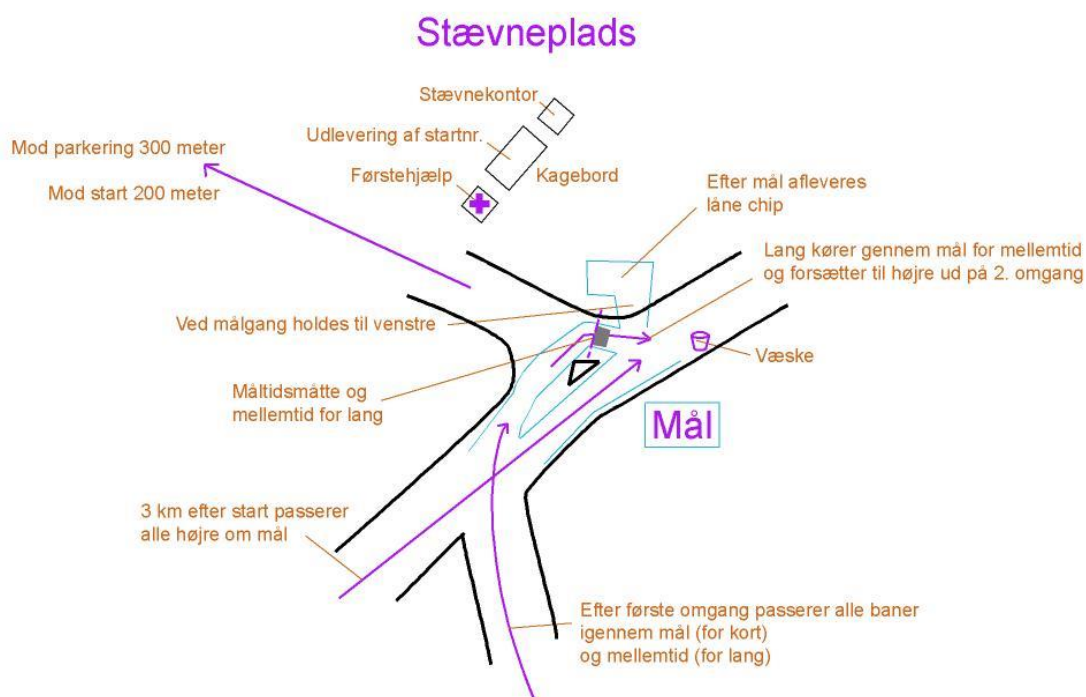 Stævneplads
Stævnekontor
Udlevering af startnr.
Mod parkering 300 meter
Førstehjælp
Kagebord
Mod start 200 meter
Efter mål afleveres
låne chip
Lang kører gennem mål for mellemtid
og forsætter til højre ud på 2. omgang
Ved målgang holdes til venstre
Væske
Måltidsmåtte og
mellemtid for lang
Mål
3 km efter start passerer
alle højre om mål
Efter første omgang passerer alle baner
igennem mål (for kort)
og mellemtid (for lang)